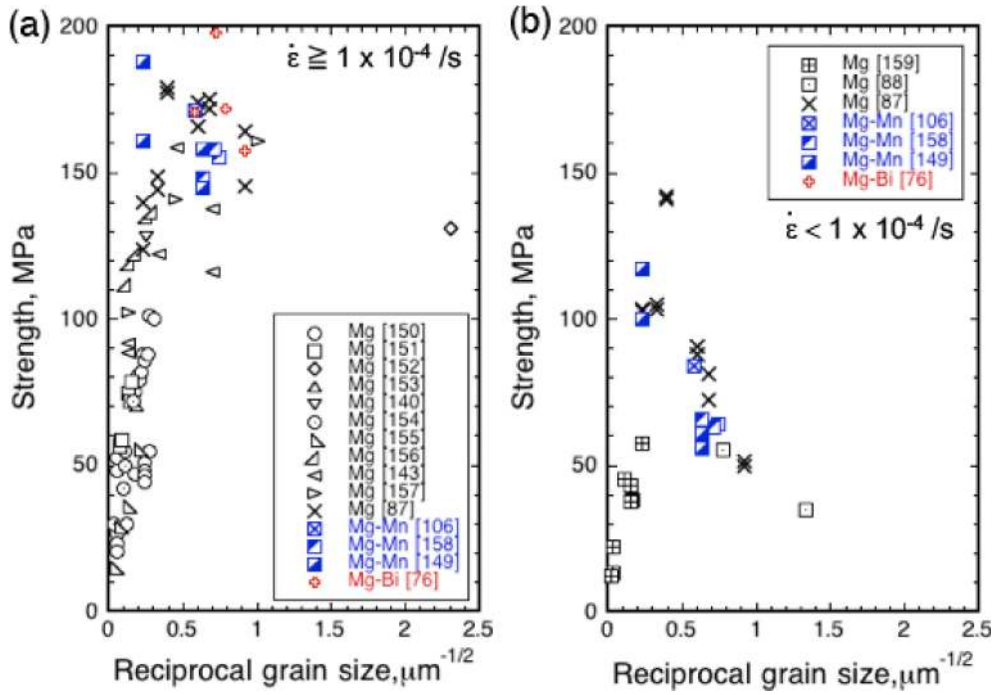 (a)
ε̇ ≧ 1 x 10⁻⁴ /s
200
150
100
50
0
Strength, MPa
Mg [150]
Mg [151]
Mg [152]
Mg [153]
Mg [140]
Mg [154]
Mg [155]
Mg [156]
Mg [143]
Mg [157]
Mg [87]
Mg-Mn [106]
Mg-Mn [158]
Mg-Mn [149]
Mg-Bi [76]
0 0.5 1 1.5 2 2.5
Reciprocal grain size,μm⁻¹/²
(b)
Mg [159]
Mg [88]
Mg [87]
Mg-Mn [106]
Mg-Mn [158]
Mg-Mn [149]
Mg-Bi [76]
ε̇ < 1 x 10⁻⁴ /s
200
150
100
50
0
Strength, MPa
0 0.5 1 1.5 2 2.5
Reciprocal grain size,μm⁻¹/²